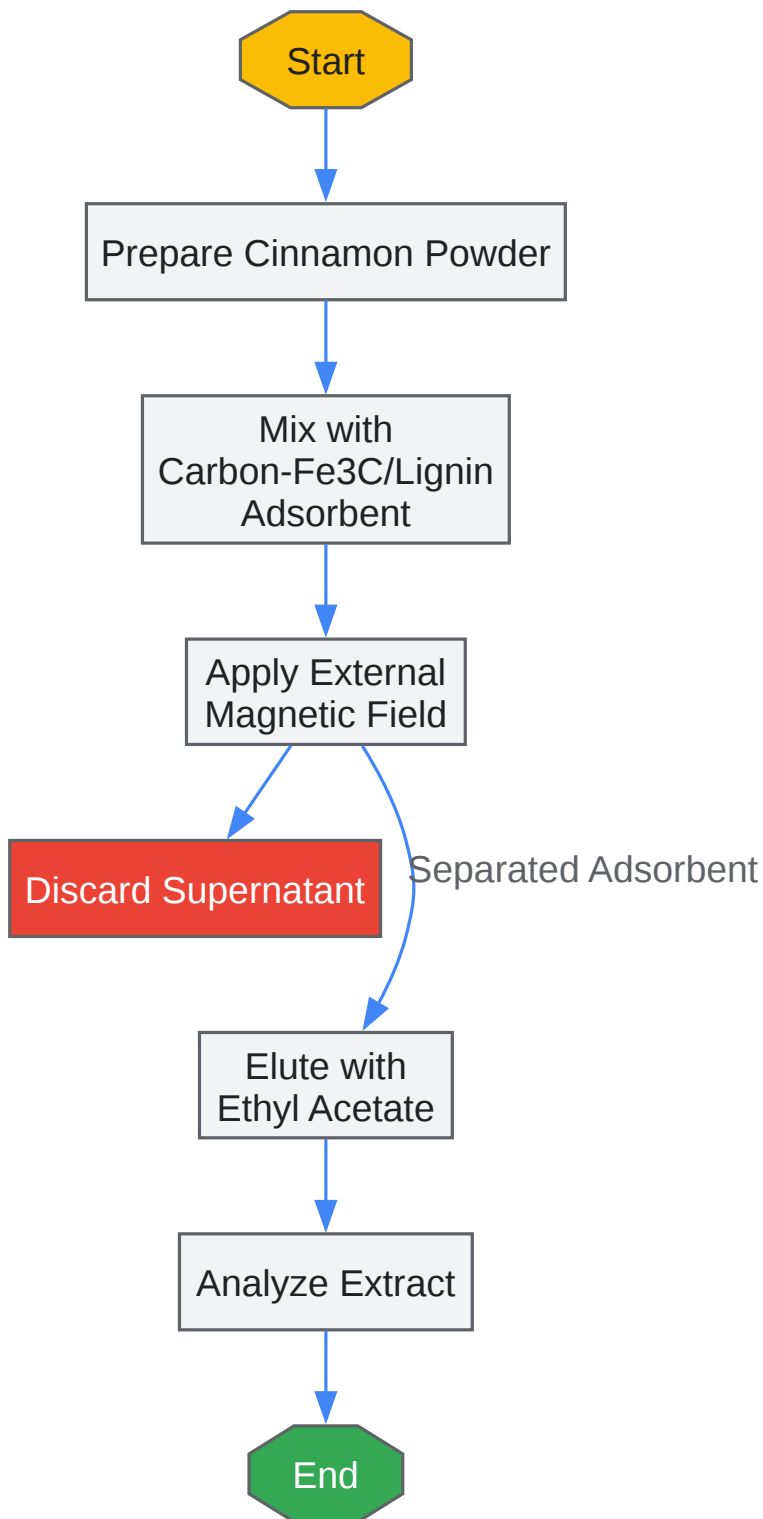 Start
Prepare Cinnamon Powder
Mix with
Carbon-Fe3C/Lignin
Adsorbent
Apply External
Magnetic Field
Separated Adsorbent
Discard Supernatant
Elute with
Ethyl Acetate
Analyze Extract
End